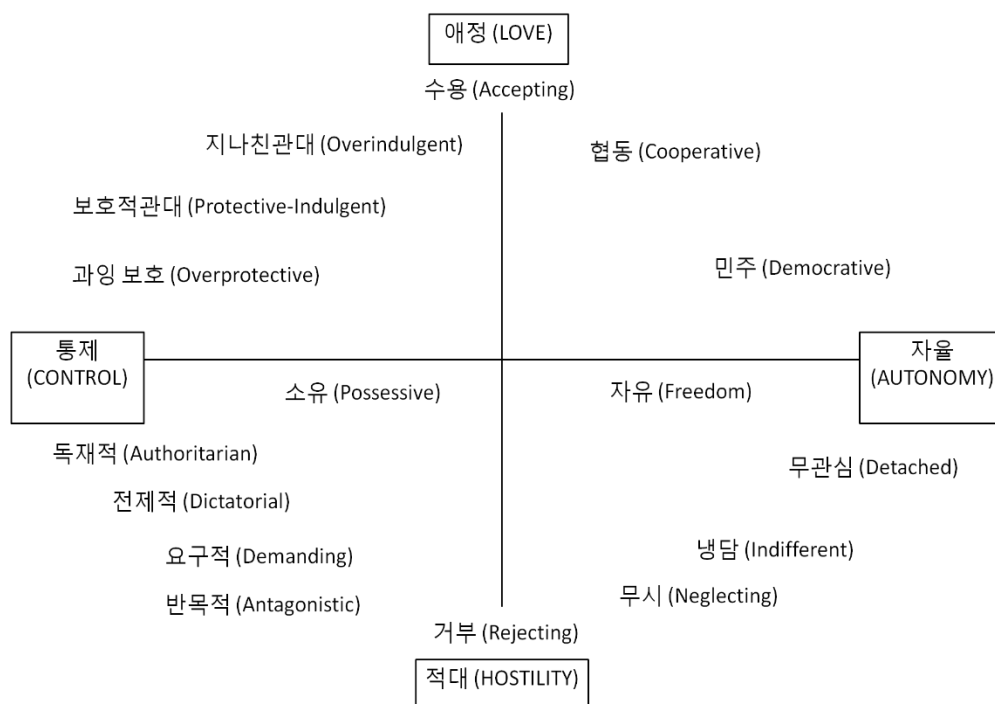 애정 (LOVE)
수용 (Accepting)
지나친관대 (Overindulgent)
협동 (Cooperative)
보호적관대 (Protective-Indulgent)
민주 (Democrative)
과잉 보호 (Overprotective)
통제
(CONTROL)
자율
(AUTONOMY)
소유 (Possessive)
자유 (Freedom)
독재적 (Authoritarian)
무관심 (Detached)
전제적 (Dictatorial)
냉담 (Indifferent)
요구적 (Demanding)
무시 (Neglecting)
반목적 (Antagonistic)
거부 (Rejecting)
적대 (HOSTILITY)